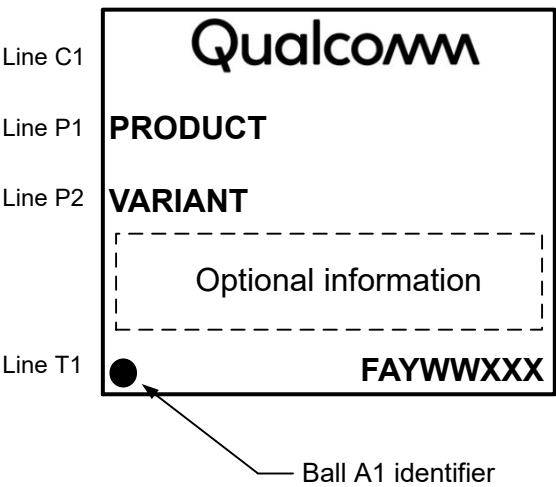 Qualcomm
Line C1
Line P1 PRODUCT
Line P2 VARIANT
Optional information
Line T1 FAYWWXXX
Ball A1 identifier